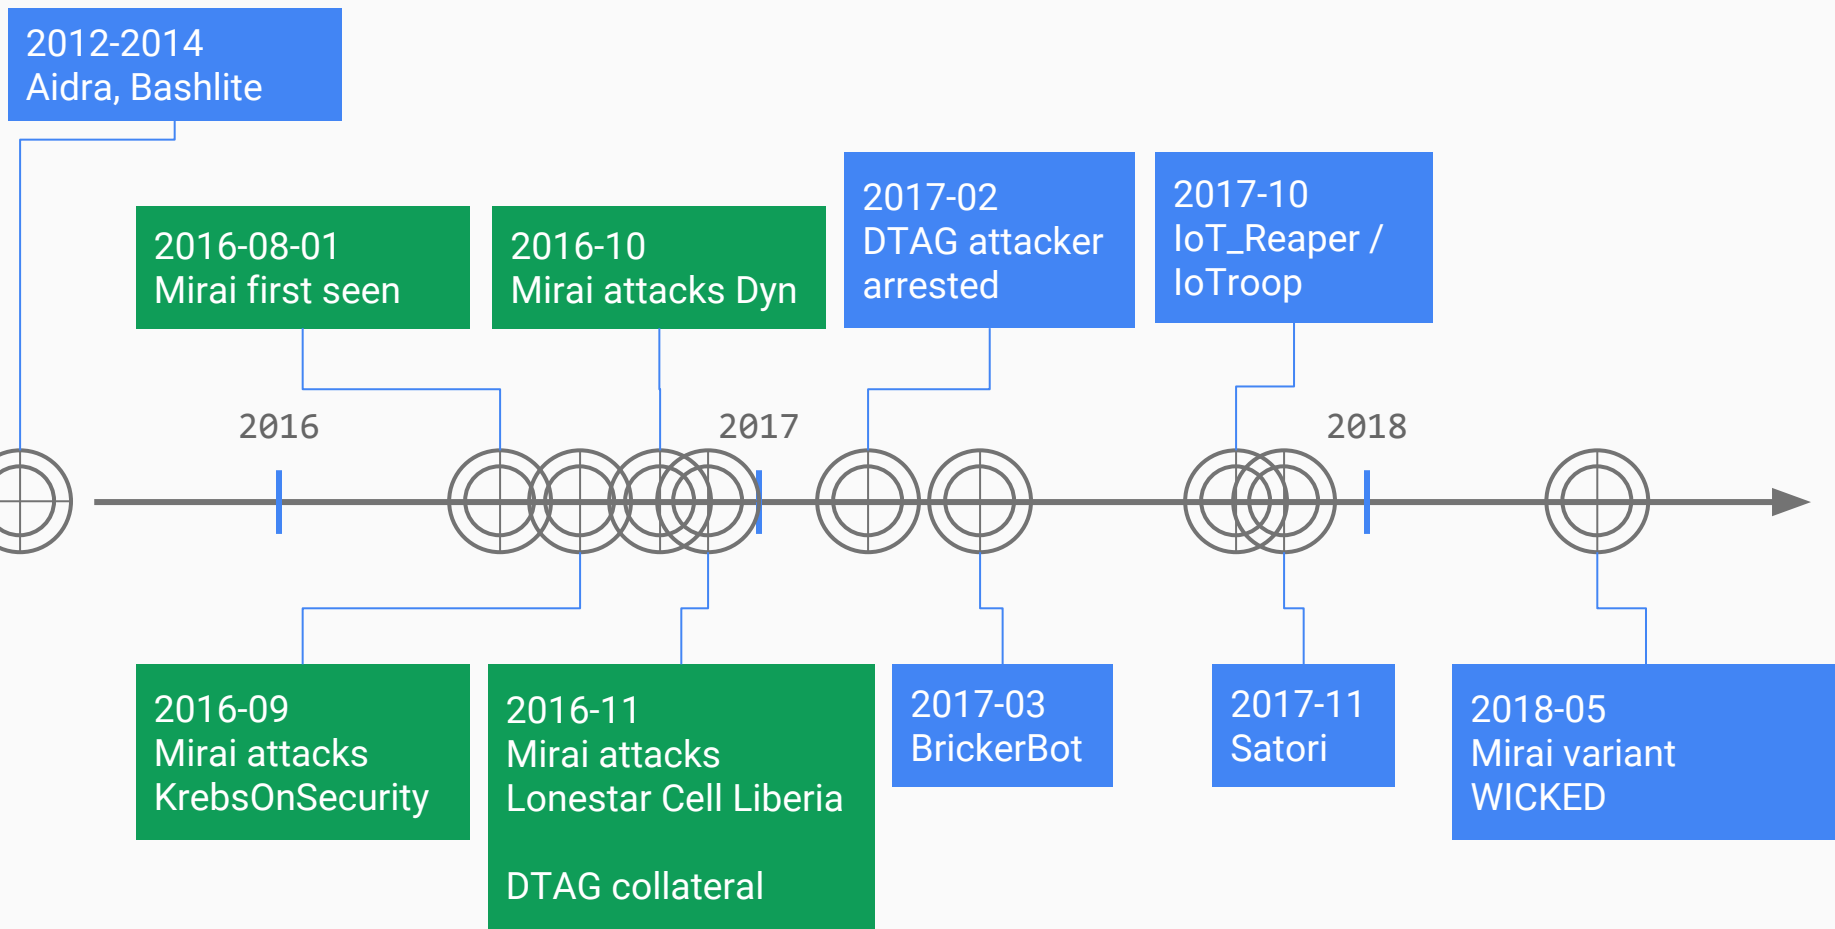 2012-2014
Aidra, Bashlite
2016-08-01
Mirai first seen
2016-10
Mirai attacks Dyn
2017-02
DTAG attacker
arrested
2017-10
IoT_Reaper /
IoTroop
2016
2017
2018
2016-09
Mirai attacks
KrebsOnSecurity
2016-11
Mirai attacks
Lonestar Cell Liberia
DTAG collateral
2017-03
BrickerBot
2017-11
Satori
2018-05
Mirai variant
WICKED